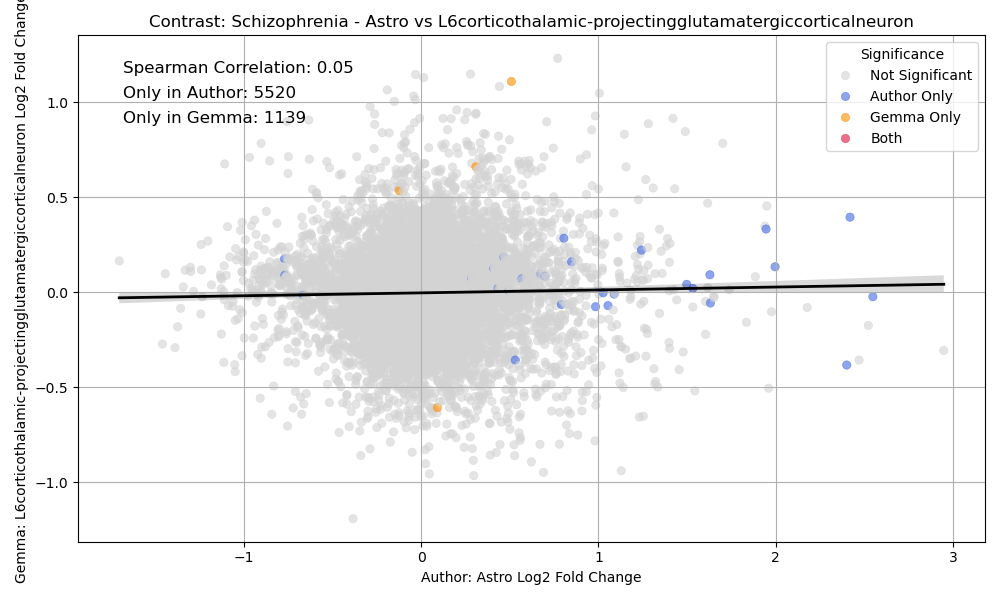 Contrast: Schizophrenia - Astro vs L6corticothalamic-projectingglutamatergiccorticalneuron
Spearman Correlation: 0.05
Only in Author: 5520
Only in Gemma: 1139
Significance
Not Significant
Author Only
Gemma Only
Both
Gemma: L6corticothalamic-projectingglutamatergiccorticalneuron Log2 Fold Change
1.0
0.5
0.0
−0.5
−1.0
−1
0
1
2
3
Author: Astro Log2 Fold Change